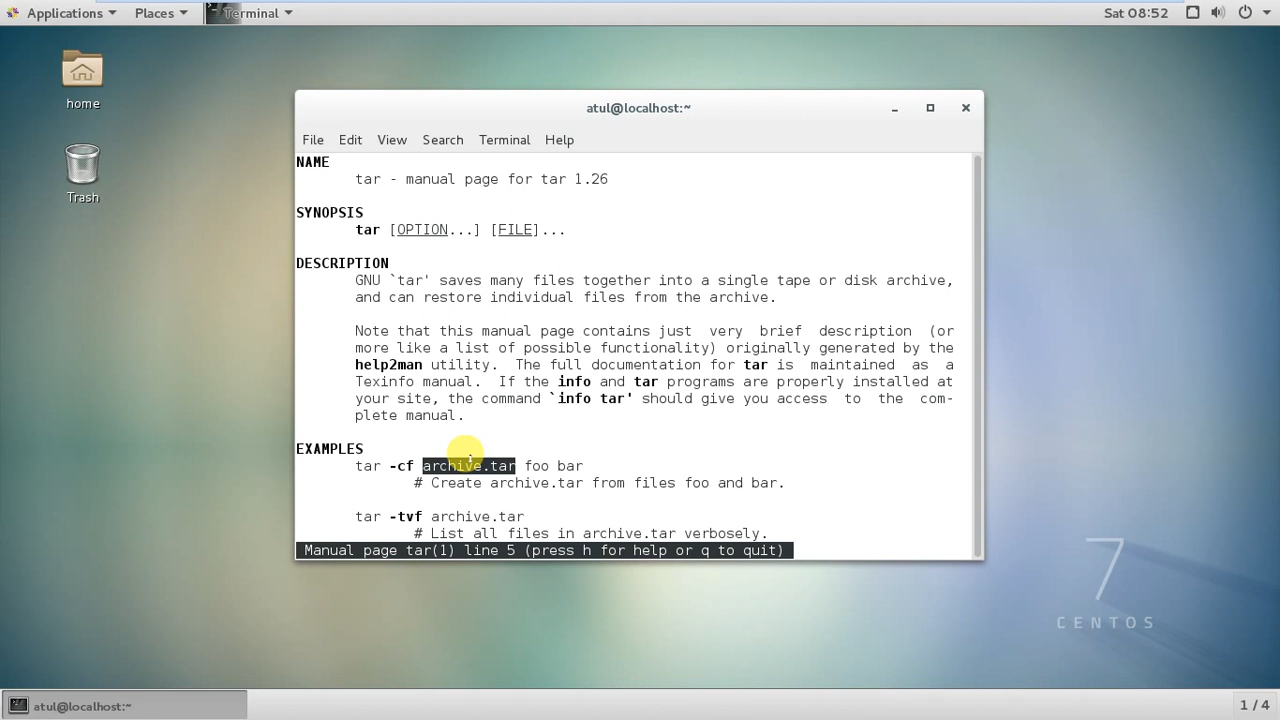 Applications Places Terminal Sat 08:52
home
Trash
atul@localhost:~
File Edit View Search Terminal Help
NAME
tar - manual page for tar 1.26
SYNOPSIS
tar [OPTION...] [FILE]...
DESCRIPTION
GNU `tar' saves many files together into a single tape or disk archive,
and can restore individual files from the archive.
Note that this manual page contains just very brief description (or
more like a list of possible functionality) originally generated by the
help2man utility. The full documentation for tar is maintained as a
Texinfo manual. If the info and tar programs are properly installed at
your site, the command `info tar' should give you access to the com-
plete manual.
EXAMPLES
tar -cf archive.tar foo bar
# Create archive.tar from files foo and bar.
tar -tvf archive.tar
# List all files in archive.tar verbosely.
Manual page tar(1) line 5 (press h for help or q to quit)
7
CENTOS
atul@localhost:~
1 / 4